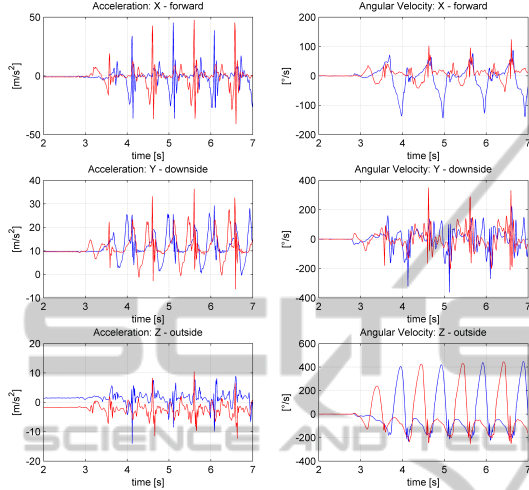 Acceleration: X - forward
50
0
-50
[m/s²]
2 3 4 5 6 7
time [s]
Angular Velocity: X - forward
200
100
0
-100
-200
[°/s]
2 3 4 5 6 7
time [s]
Acceleration: Y - downside
40
30
20
10
0
-10
[m/s²]
2 3 4 5 6 7
time [s]
Angular Velocity: Y - downside
400
200
0
-200
-400
[°/s]
2 3 4 5 6 7
time [s]
Acceleration: Z - outside
20
10
0
-10
-20
[m/s²]
2 3 4 5 6 7
time [s]
Angular Velocity: Z - outside
600
400
200
0
-200
-400
[°/s]
2 3 4 5 6 7
time [s]
SCITE
SCIENCE AND TECH